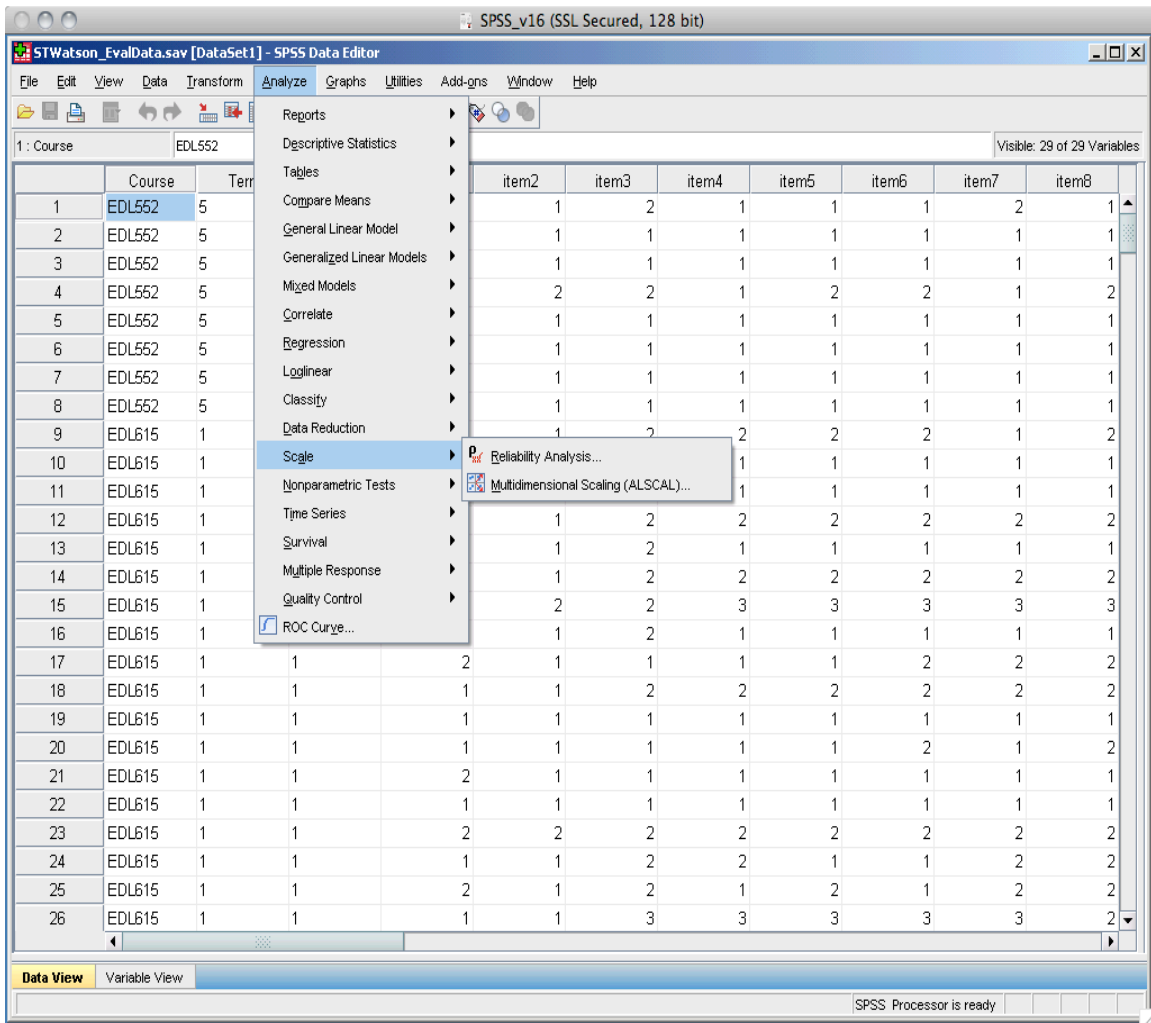 SPSS_v16 (SSL Secured, 128 bit)
STWatson_EvalData.sav [DataSet1] - SPSS Data Editor
File Edit View Data Transform Analyze Graphs Utilities Add-ons Window Help
1 : Course EDL552 Visible: 29 of 29 Variables
Course Terr item2 item3 item4 item5 item6 item7 item8
1 EDL552 5 1 2 1 1 1 2 1
2 EDL552 5 1 1 1 1 1 1 1
3 EDL552 5 1 1 1 1 1 1 1
4 EDL552 5 2 2 1 2 2 1 2
5 EDL552 5 1 1 1 1 1 1 1
6 EDL552 5 1 1 1 1 1 1 1
7 EDL552 5 1 1 1 1 1 1 1
8 EDL552 5 1 1 1 1 1 1 1
9 EDL615 1 1 2 2 2 2 1 2
10 EDL615 1 1 1 1 1 1
11 EDL615 1 1 1 1 1 1
12 EDL615 1 1 2 2 2 2 2 2
13 EDL615 1 1 2 1 1 1 1 1
14 EDL615 1 1 2 2 2 2 2 2
15 EDL615 1 2 2 3 3 3 3 3
16 EDL615 1 1 2 1 1 1 1 1
17 EDL615 1 1 2 1 1 1 1 2 2 2
18 EDL615 1 1 1 1 2 2 2 2 2 2
19 EDL615 1 1 1 1 1 1 1 1 1 1
20 EDL615 1 1 1 1 1 1 1 2 1 2
21 EDL615 1 1 2 1 1 1 1 1 1 1
22 EDL615 1 1 1 1 1 1 1 1 1 1
23 EDL615 1 1 2 2 2 2 2 2 2 2
24 EDL615 1 1 1 1 2 2 1 1 2 2
25 EDL615 1 1 2 1 2 1 2 1 2 2
26 EDL615 1 1 1 1 3 3 3 3 3 2
Reports
Descriptive Statistics
Tables
Compare Means
General Linear Model
Generalized Linear Models
Mixed Models
Correlate
Regression
Loglinear
Classify
Data Reduction
Scale
Nonparametric Tests
Time Series
Survival
Multiple Response
Quality Control
ROC Curve...
Reliability Analysis...
Multidimensional Scaling (ALSCAL)...
Data View Variable View
SPSS Processor is ready